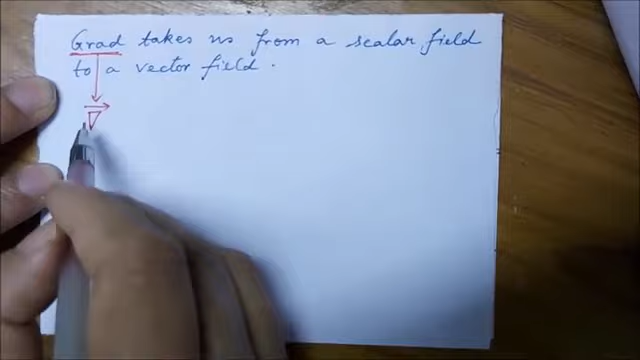 Grad takes us from a scalar field
to a vector field.
∇⃗